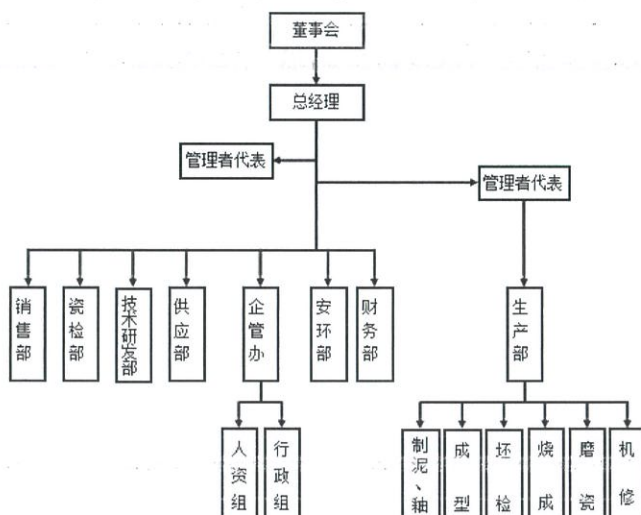 董事会
总经理
管理者代表
管理者代表
销售部
瓷检部
技术研发部
供应部
企管办
安环部
财务部
生产部
人资组
行政组
制泥、釉
成型
坯检
烧成
磨瓷
机修